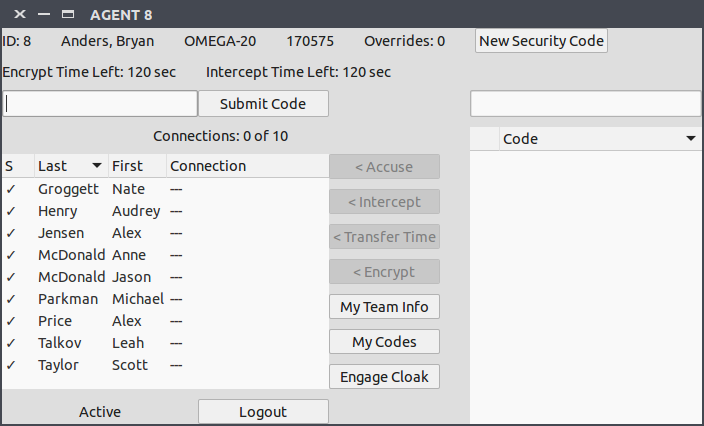 AGENT 8
ID: 8 Anders, Bryan OMEGA-20 170575 Overrides: 0 New Security Code
Encrypt Time Left: 120 sec Intercept Time Left: 120 sec
Submit Code
Connections: 0 of 10
Code
S Last First Connection < Accuse
✓ Groggett Nate ---
✓ Henry Audrey --- < Intercept
✓ Jensen Alex ---
< Transfer Time
✓ McDonald Anne ---
✓ McDonald Jason --- < Encrypt
✓ Parkman Michael --- My Team Info
✓ Price Alex ---
✓ Talkov Leah --- My Codes
✓ Taylor Scott ---
Engage Cloak
Active Logout